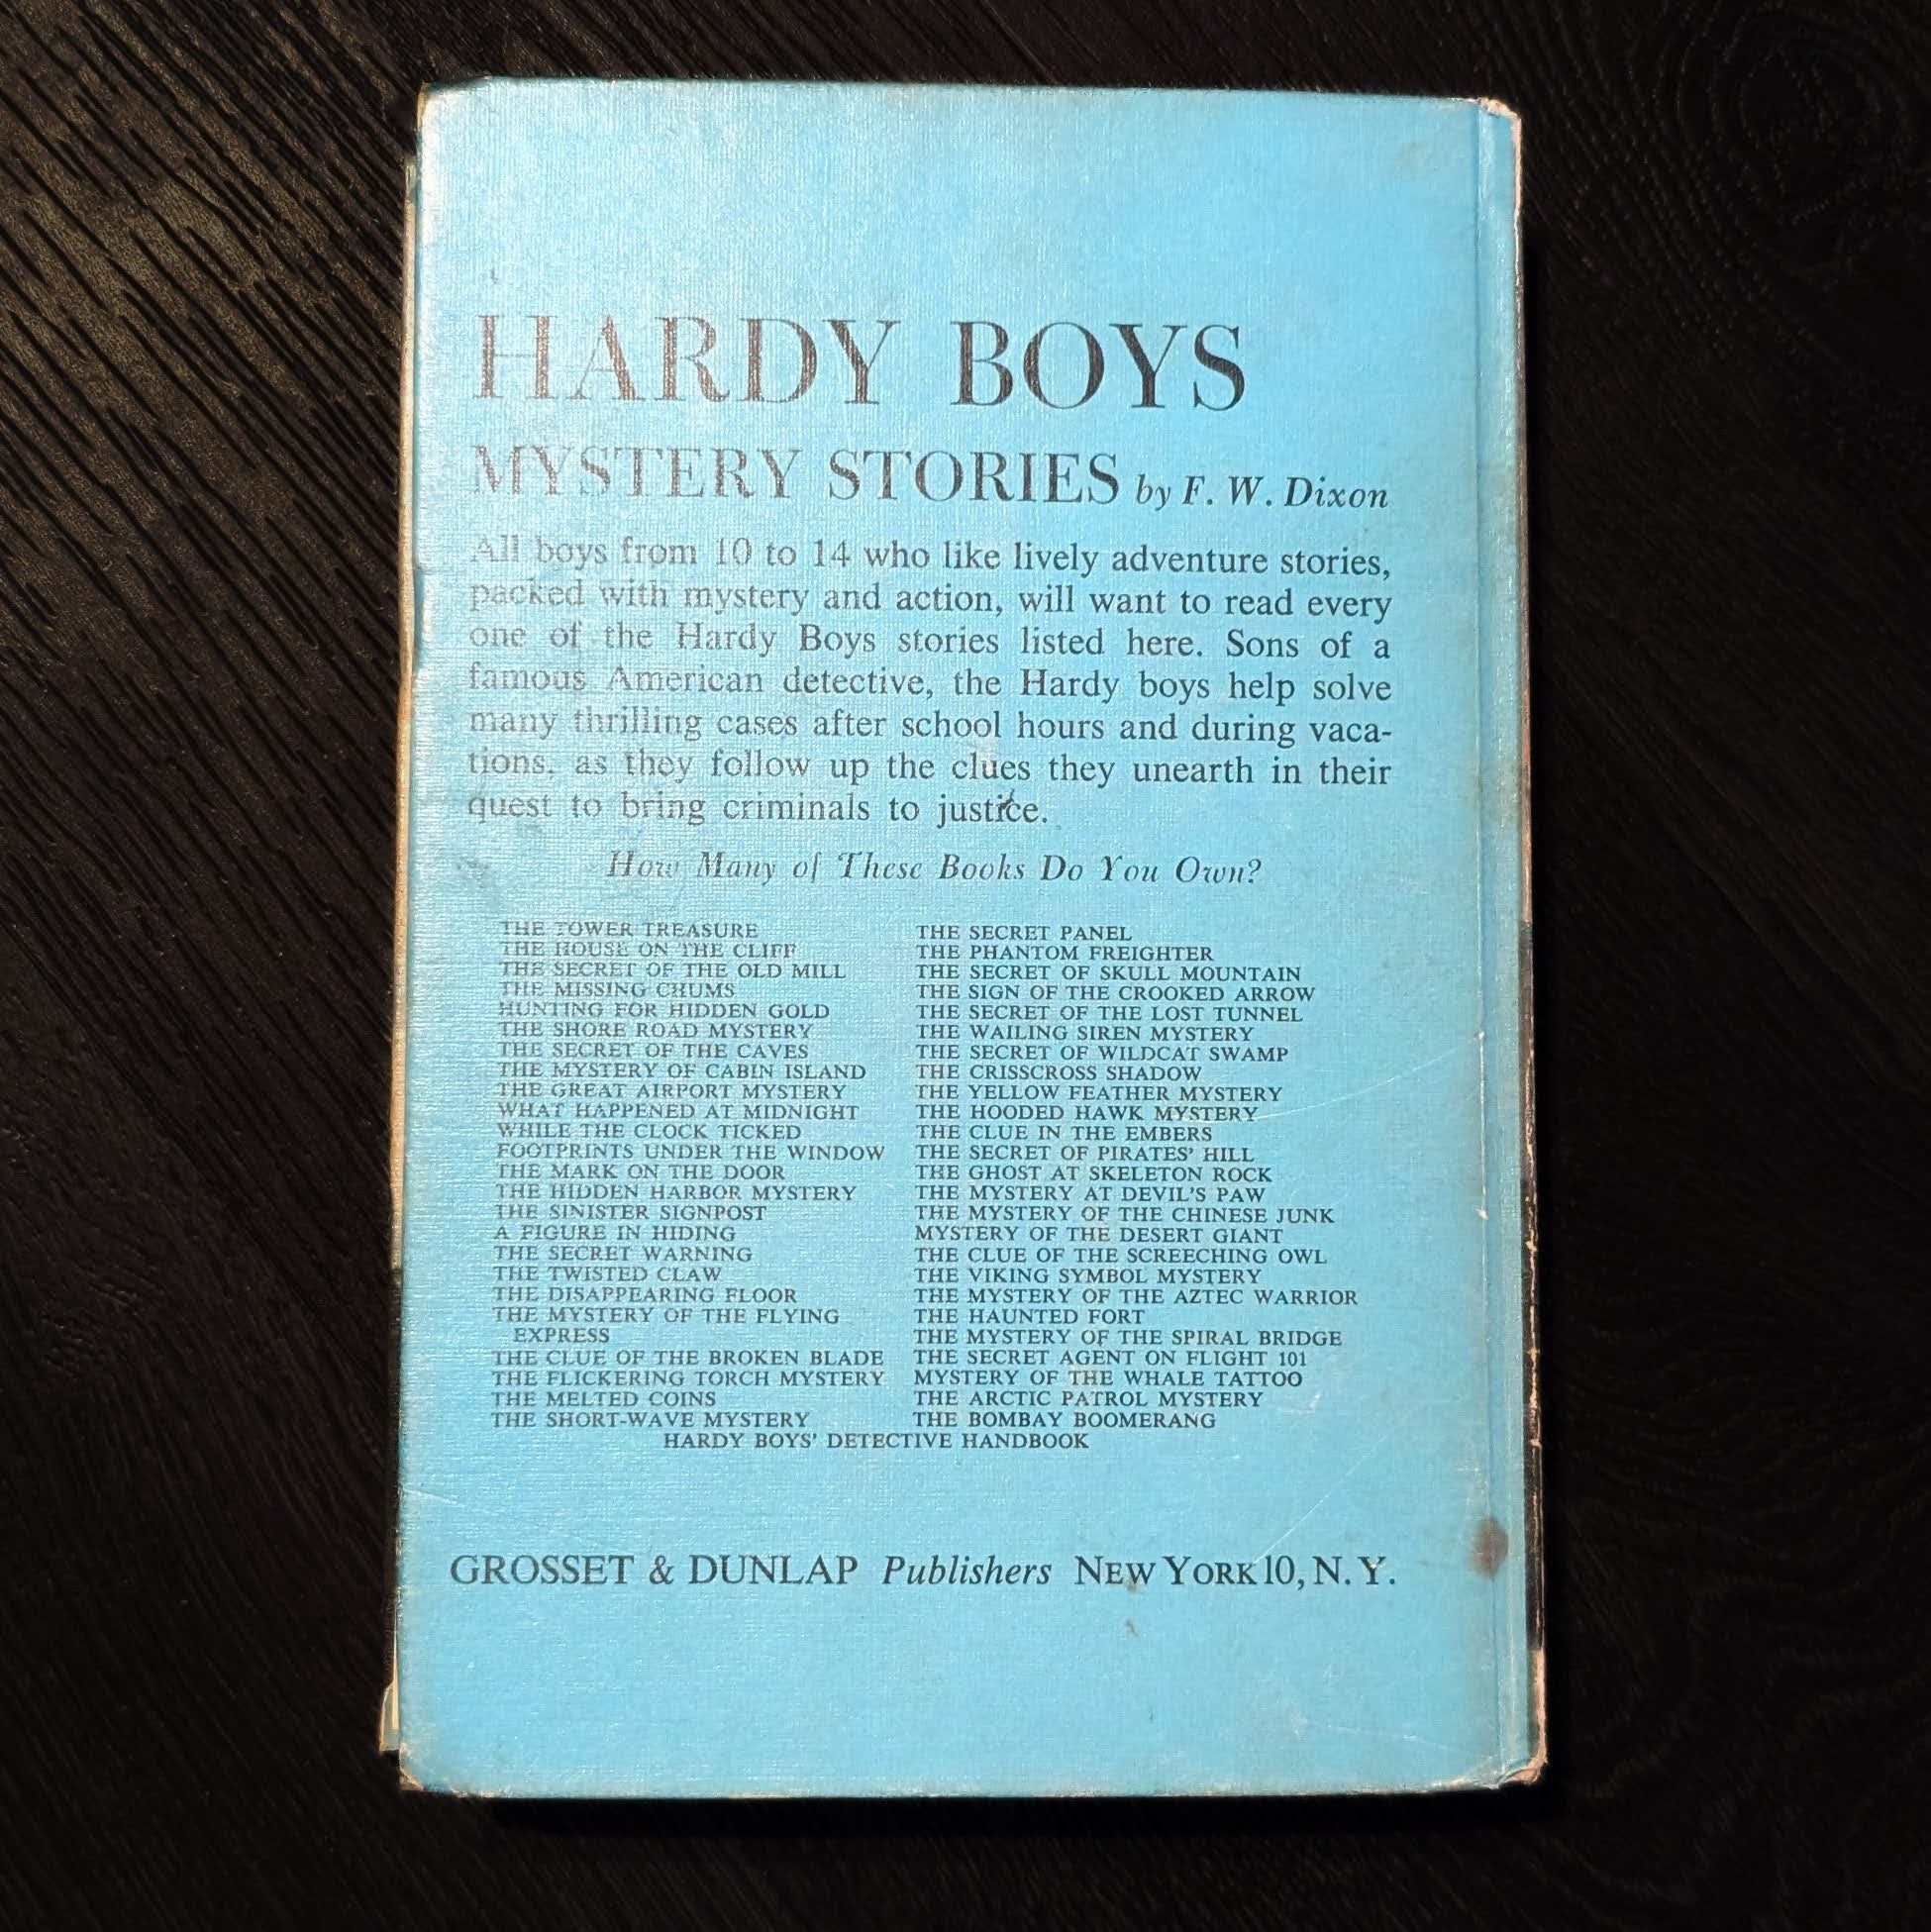 HARDY BOYS
MYSTERY STORIES by F. W. Dixon
All boys from 10 to 14 who like lively adventure stories,
packed with mystery and action, will want to read every
one of the Hardy Boys stories listed here. Sons of a
famous American detective, the Hardy boys help solve
many thrilling cases after school hours and during vaca-
tions, as they follow up the clues they unearth in their
quest to bring criminals to justice.
How Many of These Books Do You Own?
THE TOWER TREASURE
THE HOUSE ON THE CLIFF
THE SECRET OF THE OLD MILL
THE MISSING CHUMS
HUNTING FOR HIDDEN GOLD
THE SHORE ROAD MYSTERY
THE SECRET OF THE CAVES
THE MYSTERY OF CABIN ISLAND
THE GREAT AIRPORT MYSTERY
WHAT HAPPENED AT MIDNIGHT
WHILE THE CLOCK TICKED
FOOTPRINTS UNDER THE WINDOW
THE MARK ON THE DOOR
THE HIDDEN HARBOR MYSTERY
THE SINISTER SIGNPOST
A FIGURE IN HIDING
THE SECRET WARNING
THE TWISTED CLAW
THE DISAPPEARING FLOOR
THE MYSTERY OF THE FLYING
EXPRESS
THE CLUE OF THE BROKEN BLADE
THE FLICKERING TORCH MYSTERY
THE MELTED COINS
THE SHORT-WAVE MYSTERY
THE SECRET PANEL
THE PHANTOM FREIGHTER
THE SECRET OF SKULL MOUNTAIN
THE SIGN OF THE CROOKED ARROW
THE SECRET OF THE LOST TUNNEL
THE WAILING SIREN MYSTERY
THE SECRET OF WILDCAT SWAMP
THE CRISSCROSS SHADOW
THE YELLOW FEATHER MYSTERY
THE HOODED HAWK MYSTERY
THE CLUE IN THE EMBERS
THE SECRET OF PIRATES' HILL
THE GHOST AT SKELETON ROCK
THE MYSTERY AT DEVIL'S PAW
THE MYSTERY OF THE CHINESE JUNK
MYSTERY OF THE DESERT GIANT
THE CLUE OF THE SCREECHING OWL
THE VIKING SYMBOL MYSTERY
THE MYSTERY OF THE AZTEC WARRIOR
THE HAUNTED FORT
THE MYSTERY OF THE SPIRAL BRIDGE
THE SECRET AGENT ON FLIGHT 101
MYSTERY OF THE WHALE TATTOO
THE ARCTIC PATROL MYSTERY
THE BOMBAY BOOMERANG
HARDY BOYS' DETECTIVE HANDBOOK
GROSSET & DUNLAP Publishers NEW YORK 10, N. Y.